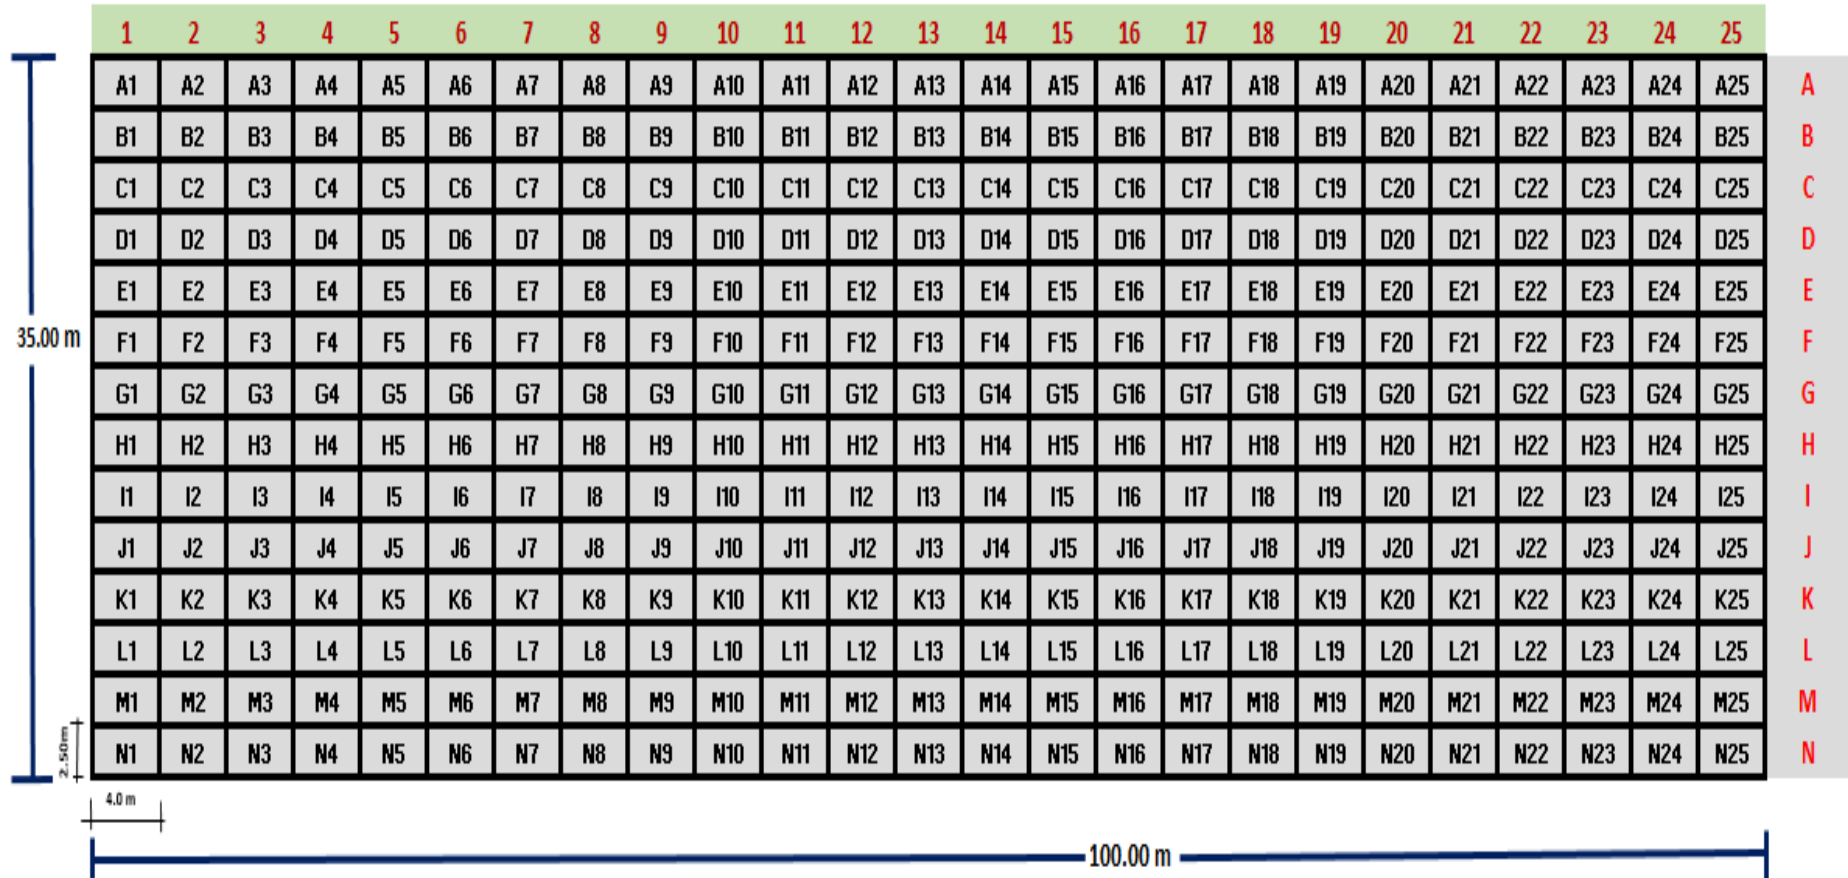 1 2 3 4 5 6 7 8 9 10 11 12 13 14 15 16 17 18 19 20 21 22 23 24 25
A1 A2 A3 A4 A5 A6 A7 A8 A9 A10 A11 A12 A13 A14 A15 A16 A17 A18 A19 A20 A21 A22 A23 A24 A25 A
B1 B2 B3 B4 B5 B6 B7 B8 B9 B10 B11 B12 B13 B14 B15 B16 B17 B18 B19 B20 B21 B22 B23 B24 B25 B
C1 C2 C3 C4 C5 C6 C7 C8 C9 C10 C11 C12 C13 C14 C15 C16 C17 C18 C19 C20 C21 C22 C23 C24 C25 C
D1 D2 D3 D4 D5 D6 D7 D8 D9 D10 D11 D12 D13 D14 D15 D16 D17 D18 D19 D20 D21 D22 D23 D24 D25 D
E1 E2 E3 E4 E5 E6 E7 E8 E9 E10 E11 E12 E13 E14 E15 E16 E17 E18 E19 E20 E21 E22 E23 E24 E25 E
35.00 m F1 F2 F3 F4 F5 F6 F7 F8 F9 F10 F11 F12 F13 F14 F15 F16 F17 F18 F19 F20 F21 F22 F23 F24 F25 F
G1 G2 G3 G4 G5 G6 G7 G8 G9 G10 G11 G12 G13 G14 G15 G16 G17 G18 G19 G20 G21 G22 G23 G24 G25 G
H1 H2 H3 H4 H5 H6 H7 H8 H9 H10 H11 H12 H13 H14 H15 H16 H17 H18 H19 H20 H21 H22 H23 H24 H25 H
I1 I2 I3 I4 I5 I6 I7 I8 I9 I10 I11 I12 I13 I14 I15 I16 I17 I18 I19 I20 I21 I22 I23 I24 I25 I
J1 J2 J3 J4 J5 J6 J7 J8 J9 J10 J11 J12 J13 J14 J15 J16 J17 J18 J19 J20 J21 J22 J23 J24 J25 J
K1 K2 K3 K4 K5 K6 K7 K8 K9 K10 K11 K12 K13 K14 K15 K16 K17 K18 K19 K20 K21 K22 K23 K24 K25 K
L1 L2 L3 L4 L5 L6 L7 L8 L9 L10 L11 L12 L13 L14 L15 L16 L17 L18 L19 L20 L21 L22 L23 L24 L25 L
M1 M2 M3 M4 M5 M6 M7 M8 M9 M10 M11 M12 M13 M14 M15 M16 M17 M18 M19 M20 M21 M22 M23 M24 M25 M
2.50m N1 N2 N3 N4 N5 N6 N7 N8 N9 N10 N11 N12 N13 N14 N15 N16 N17 N18 N19 N20 N21 N22 N23 N24 N25 N
4.0 m
100.00 m